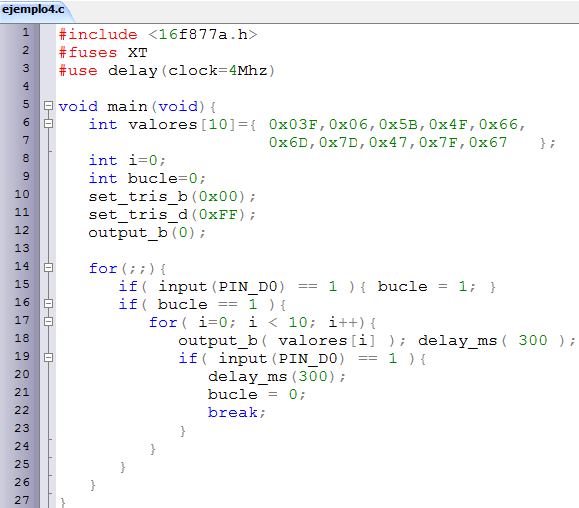 ejemplo4.c
1 #include <16f877a.h>
2 #fuses XT
3 #use delay(clock=4Mhz)
4
5 void main(void){
6 int valores[10]={ 0x03F,0x06,0x5B,0x4F,0x66,
7 0x6D,0x7D,0x47,0x7F,0x67 };
8 int i=0;
9 int bucle=0;
10 set_tris_b(0x00);
11 set_tris_d(0xFF);
12 output_b(0);
13
14 for(;;){
15 if( input(PIN_D0) == 1 ){ bucle = 1; }
16 if( bucle == 1 ){
17 for( i=0; i < 10; i++){
18 output_b( valores[i] ); delay_ms( 300 );
19 if( input(PIN_D0) == 1 ){
20 delay_ms(300);
21 bucle = 0;
22 break;
23 }
24 }
25 }
26 }
27 }